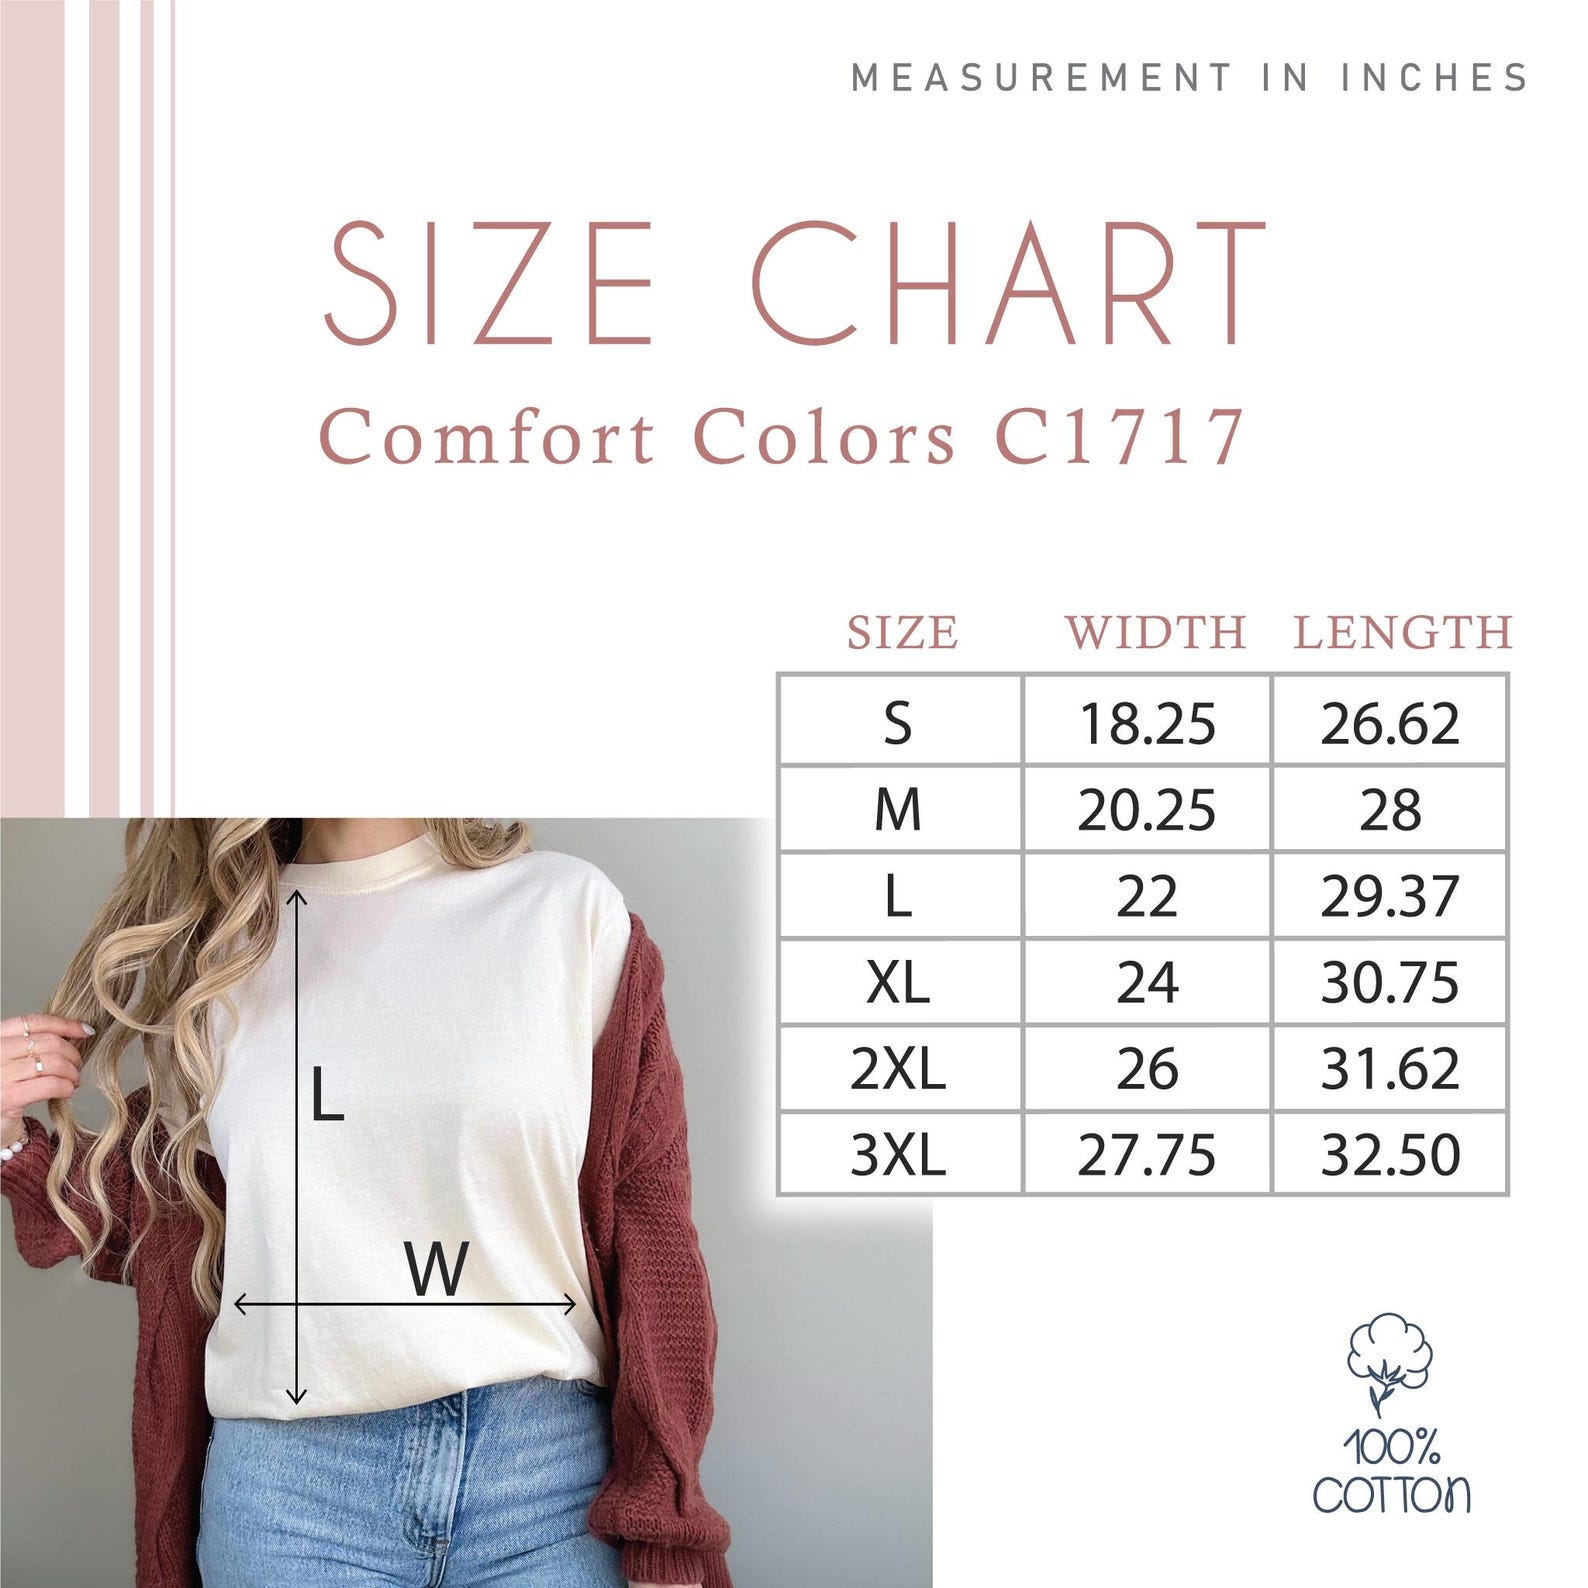 MEASUREMENT IN INCHES
SIZE CHART
Comfort Colors C1717
SIZE WIDTH LENGTH
S 18.25 26.62
M 20.25 28
L 22 29.37
XL 24 30.75
2XL 26 31.62
3XL 27.75 32.50
L
W
100%
COTTON